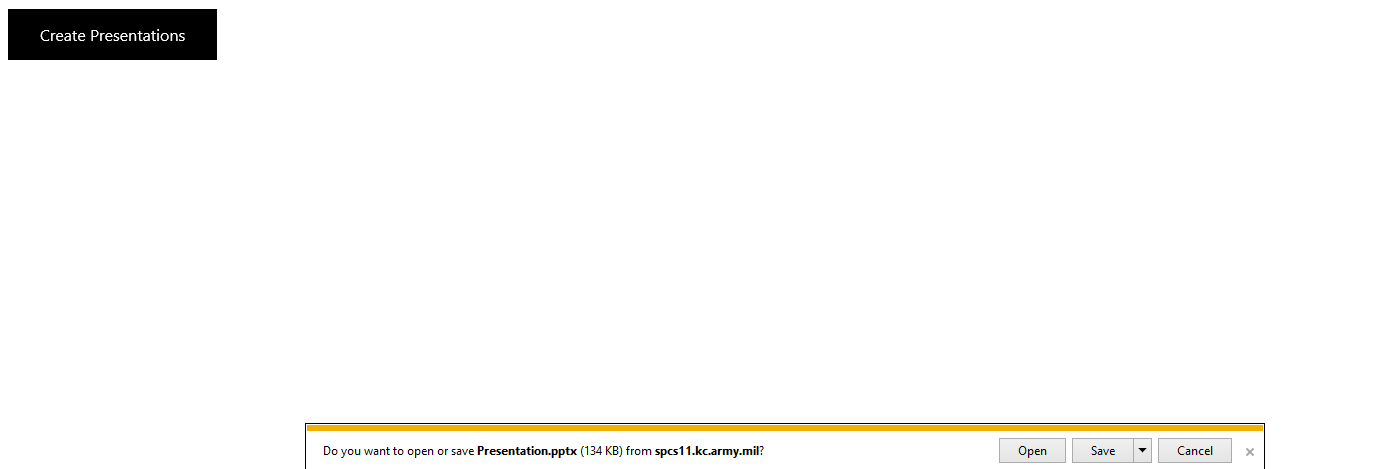 Create Presentations
Do you want to open or save Presentation.pptx (134 KB) from spcs11.kc.army.mil? Open Save Cancel ×